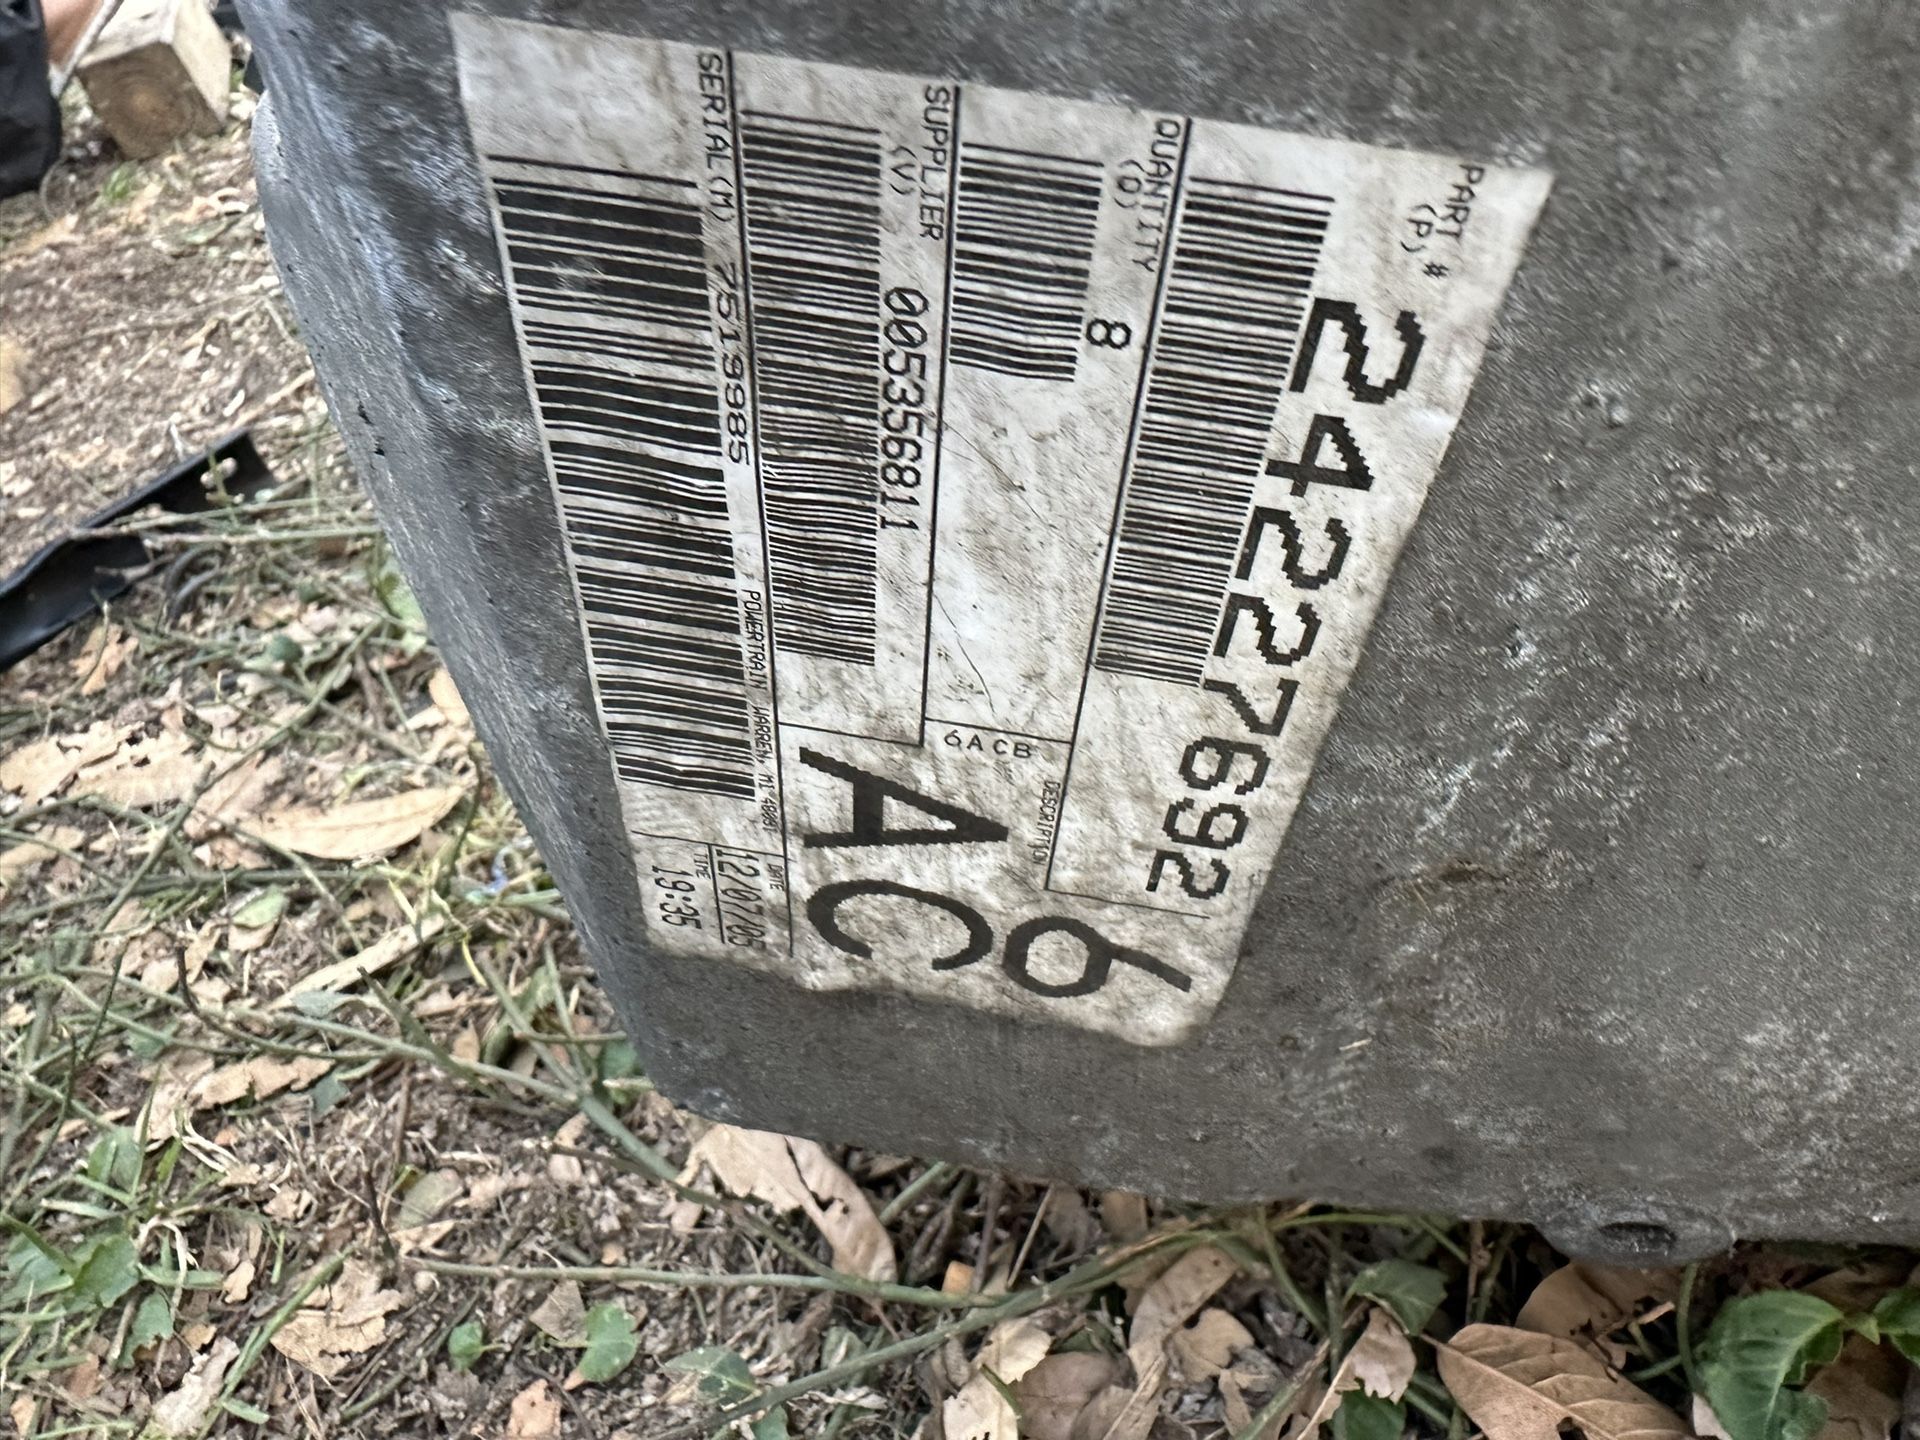 PART #
(P)
24227692
QUANTITY
(Q)
8
DESCRIPTION
6ACB
6AC
SUPPLIER
(V)
005356811
SERIAL(M) 7519985
POWERTRAIN WARREN, MI 48091
DATE
12/07/05
TIME
19:35